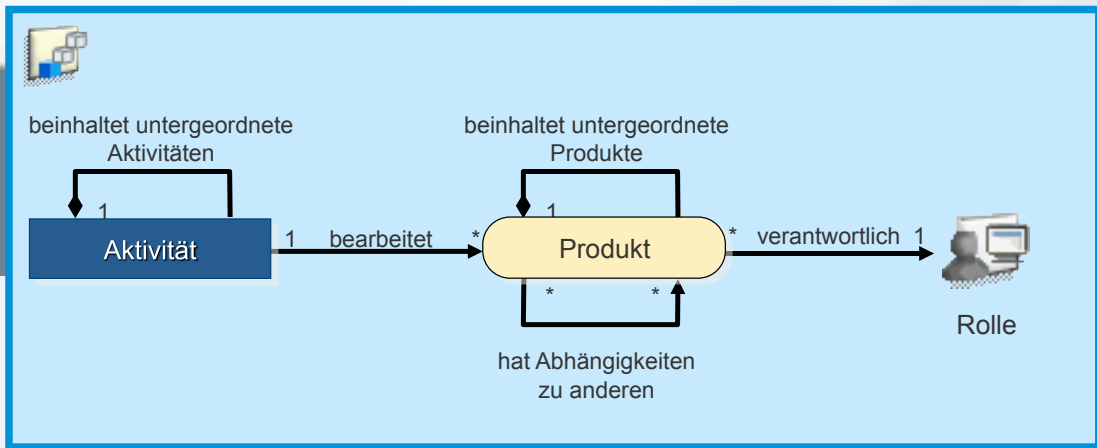 beinhaltet untergeordnete
Aktivitäten
beinhaltet untergeordnete
Produkte
1
1
Aktivität
1 bearbeitet *
Produkt
* verantwortlich 1
* *
Rolle
hat Abhängigkeiten
zu anderen